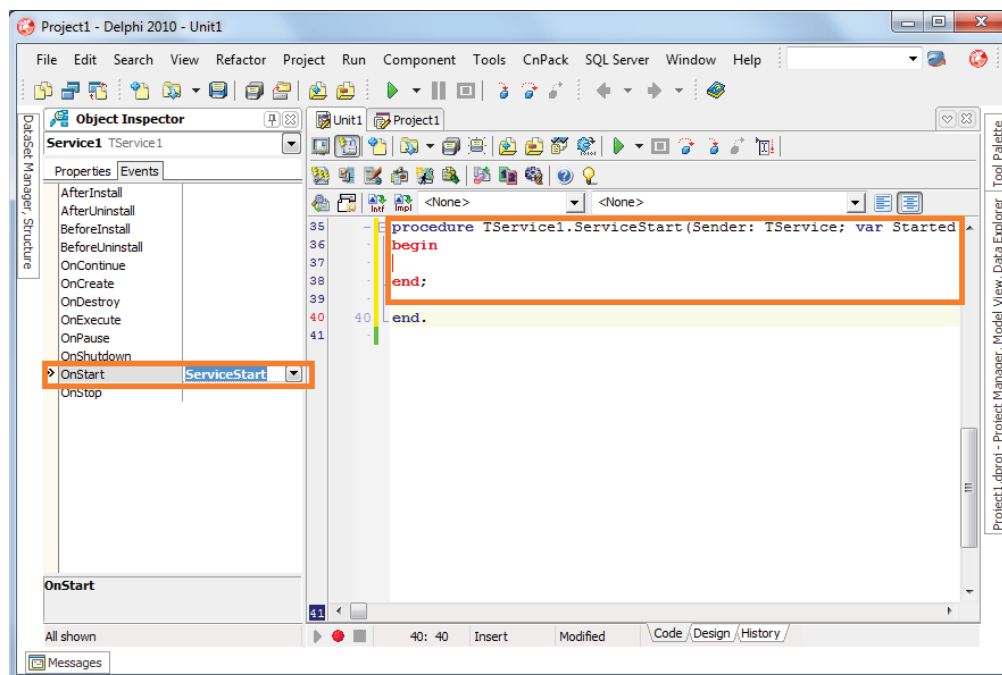 Project1 - Delphi 2010 - Unit1
File Edit Search View Refactor Project Run Component Tools CnPack SQL Server Window Help
Object Inspector
Service1 TService1
Properties Events
AfterInstall
AfterUninstall
BeforeInstall
BeforeUninstall
OnContinue
OnCreate
OnDestroy
OnExecute
OnPause
OnShutdown
OnStart ServiceStart
OnStop
OnStart
All shown
Messages
DataSet Manager, Structure
Unit1 Project1
Intf Impl <None> <None>
35 procedure TService1.ServiceStart(Sender: TService; var Started
36 begin
37
38 end;
39
40 40 end.
41
41
40: 40 Insert Modified Code Design History
Tool Palette
Project1.dproj - Project Manager, Model View, Data Explorer